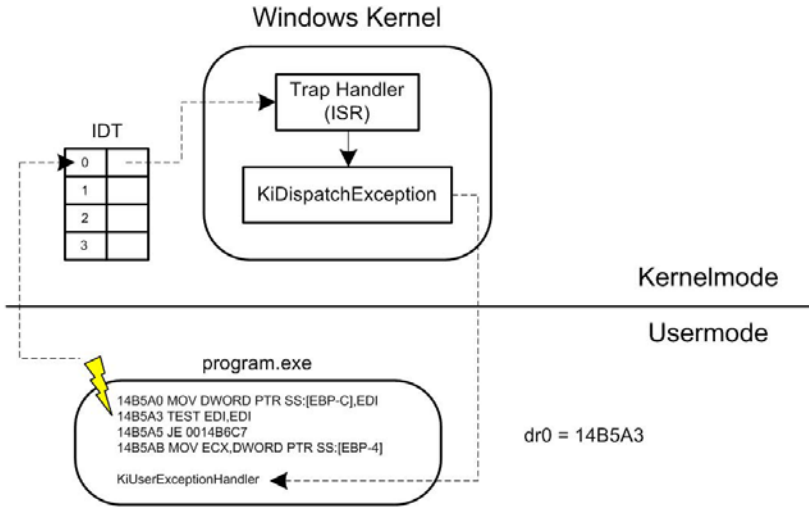 Windows Kernel
Trap Handler
(ISR)
IDT
0
1
2
3
KiDispatchException
Kernelmode
Usermode
program.exe
14B5A0 MOV DWORD PTR SS:[EBP-C],EDI
14B5A3 TEST EDI,EDI
14B5A5 JE 0014B6C7
14B5AB MOV ECX,DWORD PTR SS:[EBP-4]
KiUserExceptionHandler
dr0 = 14B5A3